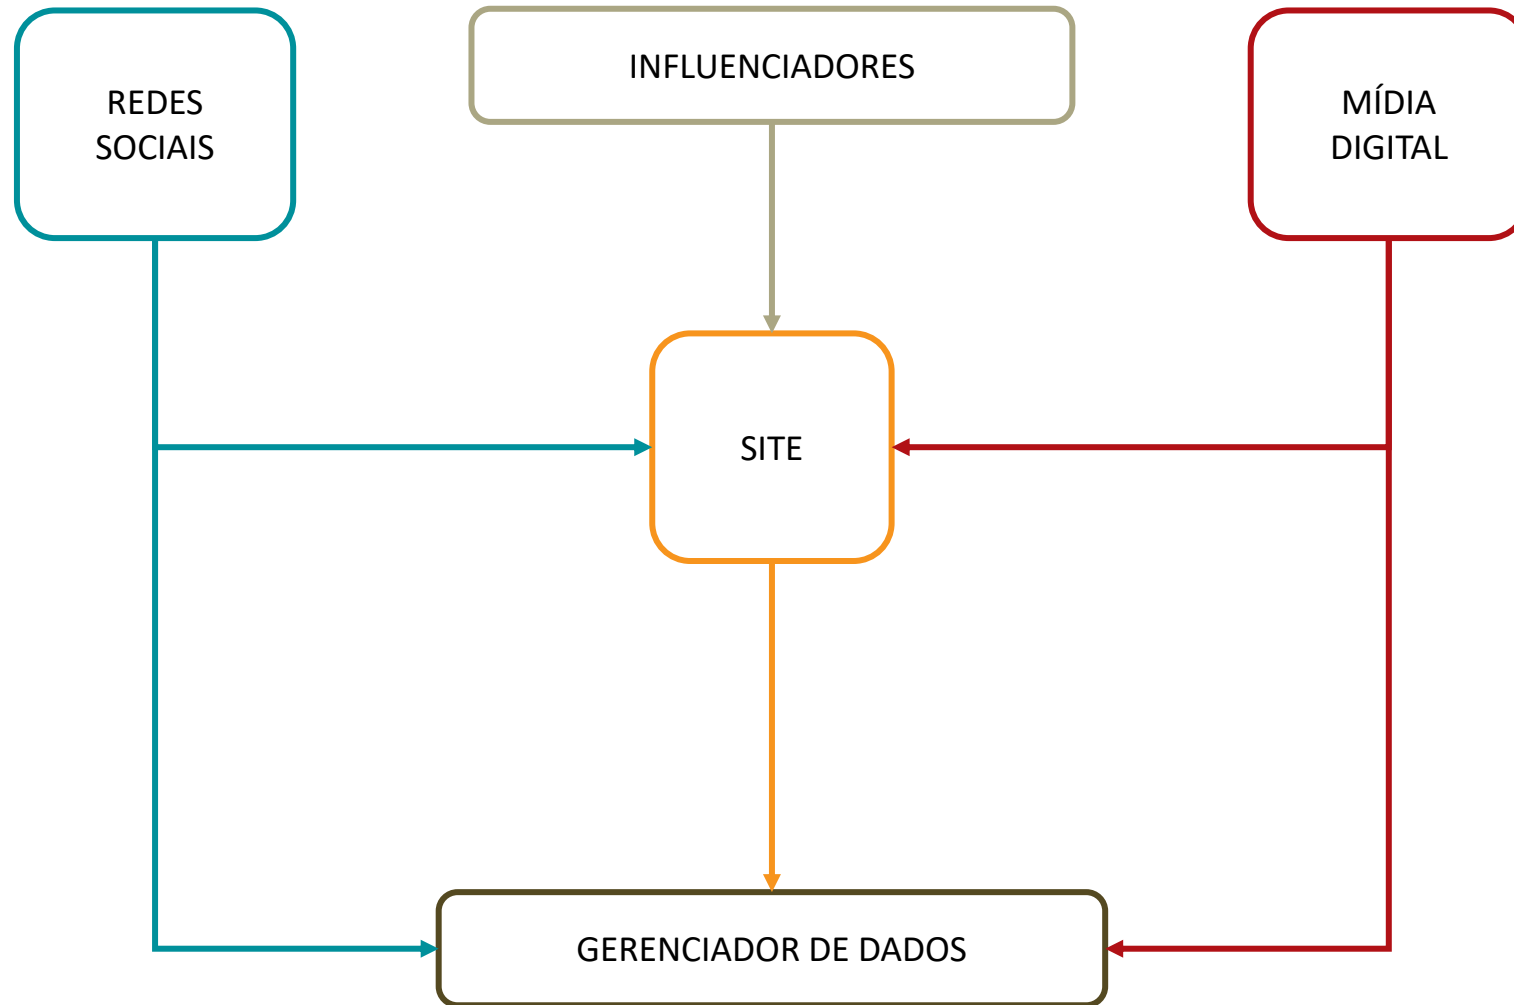 REDES
SOCIAIS
INFLUENCIADORES
MÍDIA
DIGITAL
SITE
GERENCIADOR DE DADOS